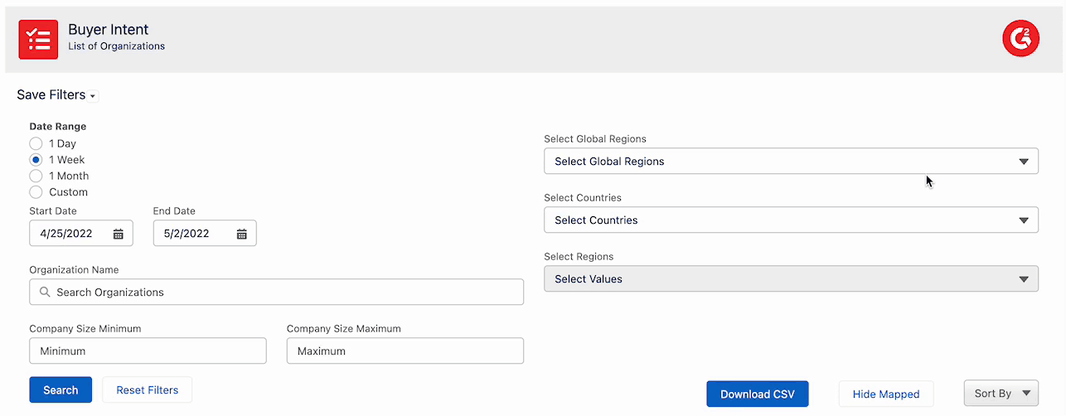 Buyer Intent
List of Organizations
G2
Save Filters
Date Range
1 Day
1 Week
1 Month
Custom
Start Date End Date
4/25/2022 5/2/2022
Organization Name
Search Organizations
Company Size Minimum Company Size Maximum
Minimum Maximum
Search Reset Filters
Select Global Regions
Select Global Regions
Select Countries
Select Countries
Select Regions
Select Values
Download CSV Hide Mapped Sort By